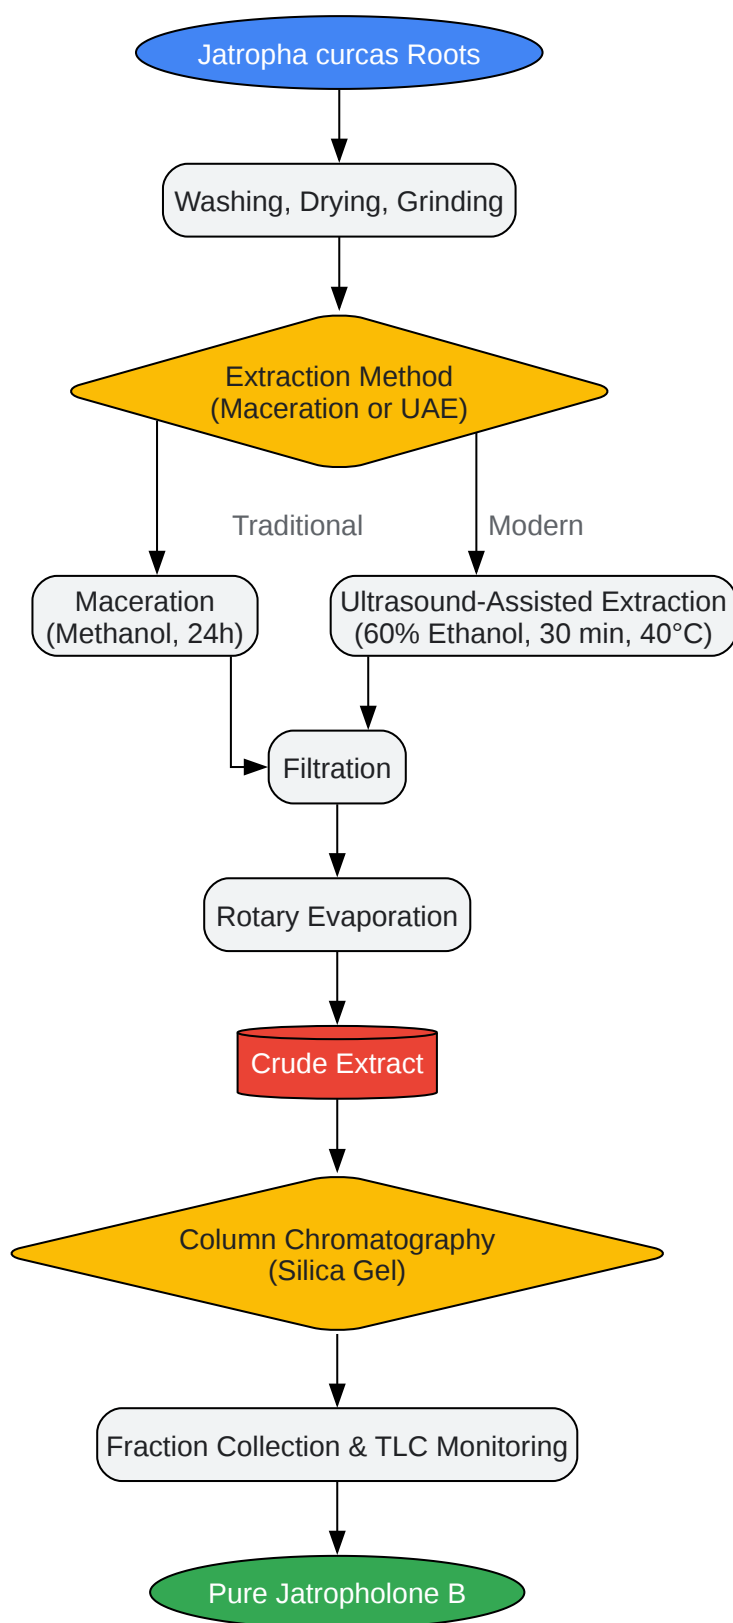 Jatropha curcas Roots
Washing, Drying, Grinding
Extraction Method
(Maceration or UAE)
Traditional
Modern
Maceration
(Methanol, 24h)
Ultrasound-Assisted Extraction
(60% Ethanol, 30 min, 40°C)
Filtration
Rotary Evaporation
Crude Extract
Column Chromatography
(Silica Gel)
Fraction Collection & TLC Monitoring
Pure Jatropholone B